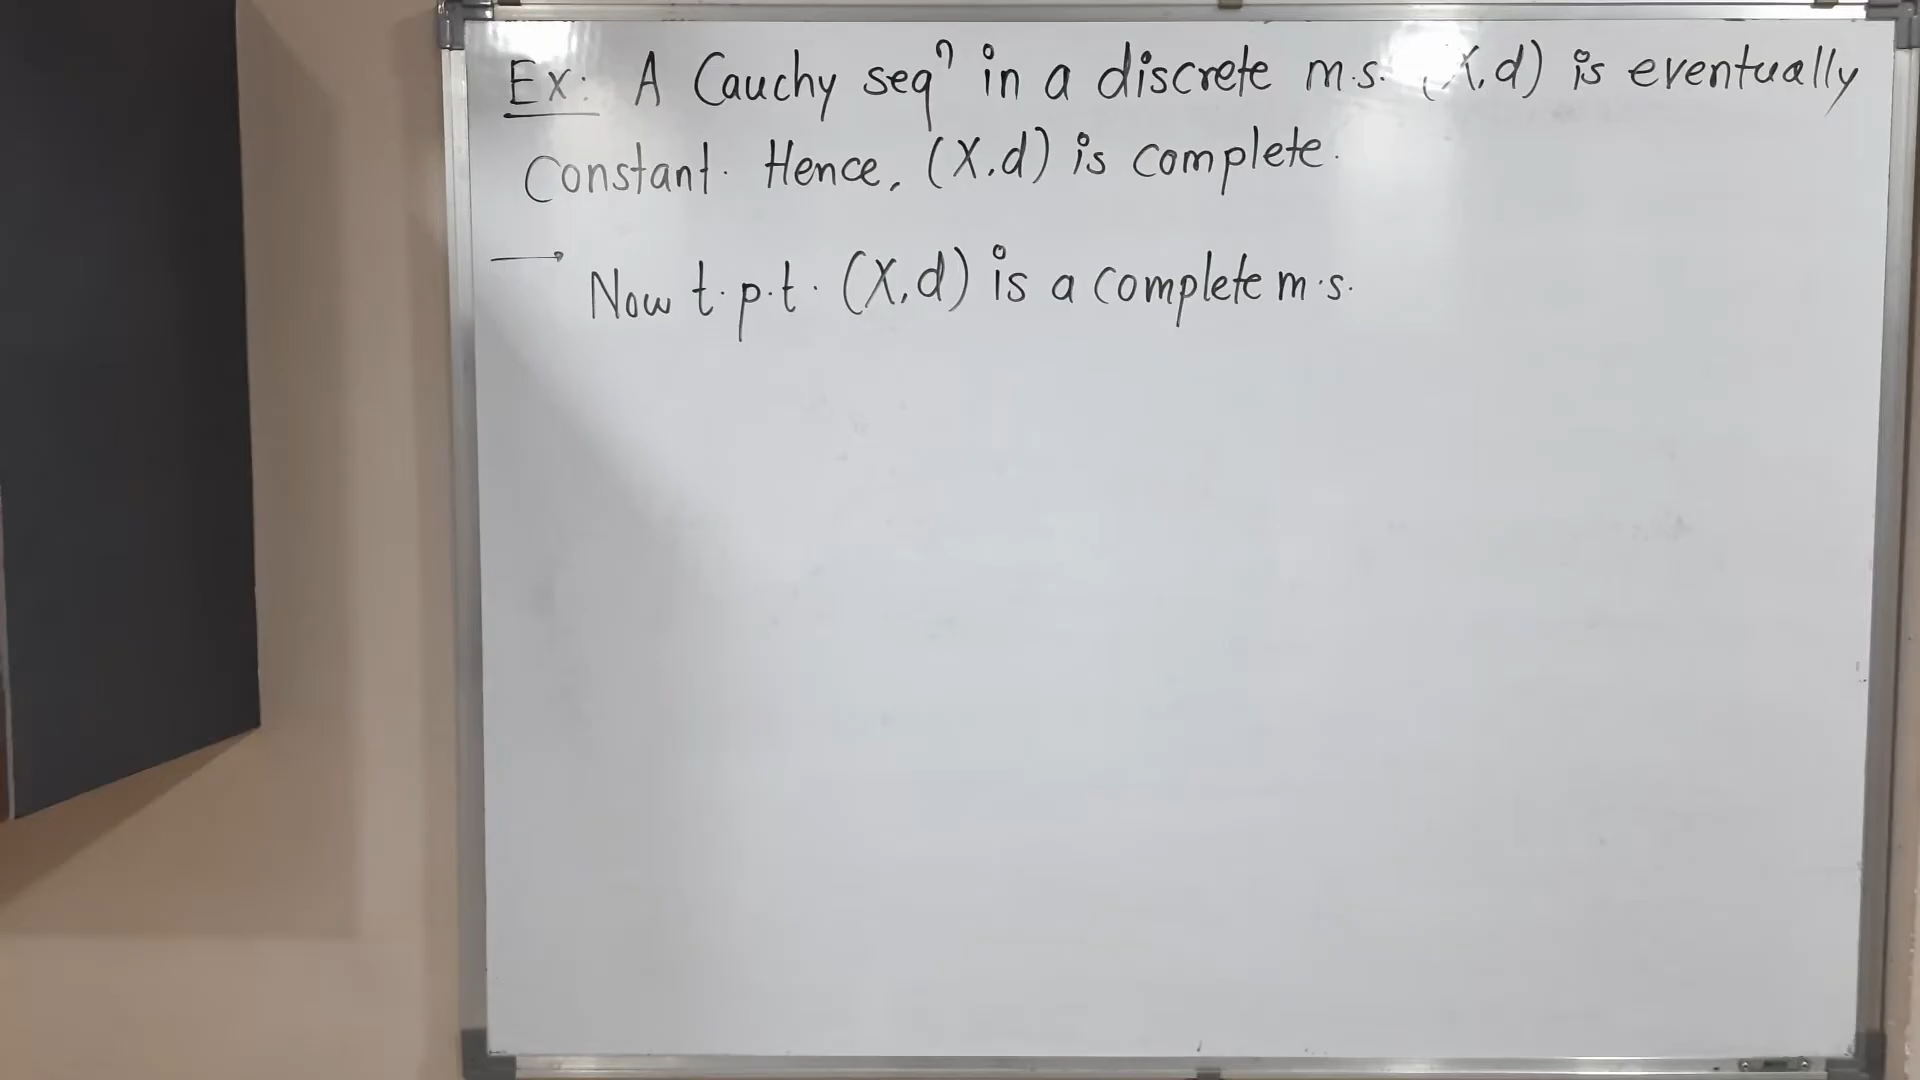 Ex: A Cauchy seqⁿ in a discrete m.s. (X,d) is eventually
Constant. Hence, (X,d) is complete.
→ Now t.p.t. (X,d) is a complete m.s.